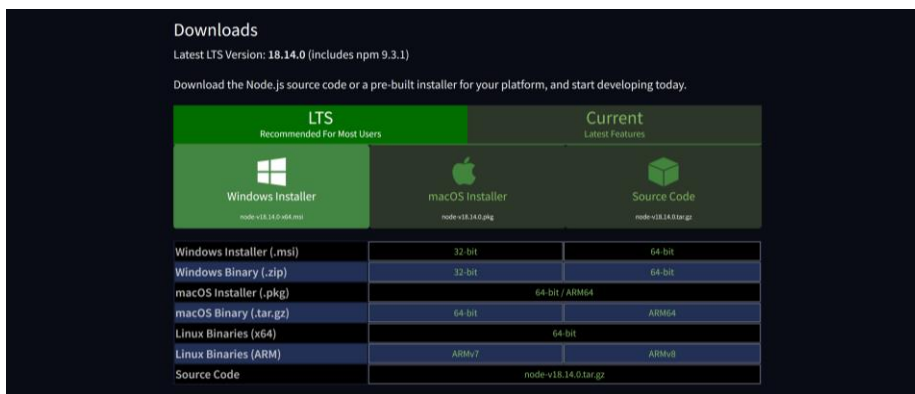 Downloads
Latest LTS Version: 18.14.0 (includes npm 9.3.1)
Download the Node.js source code or a pre-built installer for your platform, and start developing today.
LTS
Recommended For Most Users
Current
Latest Features
Windows Installer
node-v18.14.0-x64.msi
macOS Installer
node-v18.14.0.pkg
Source Code
node-v18.14.0.tar.gz
Windows Installer (.msi) 32-bit 64-bit
Windows Binary (.zip) 32-bit 64-bit
macOS Installer (.pkg) 64-bit / ARM64
macOS Binary (.tar.gz) 64-bit ARM64
Linux Binaries (x64) 64-bit
Linux Binaries (ARM) ARMv7 ARMv8
Source Code node-v18.14.0.tar.gz